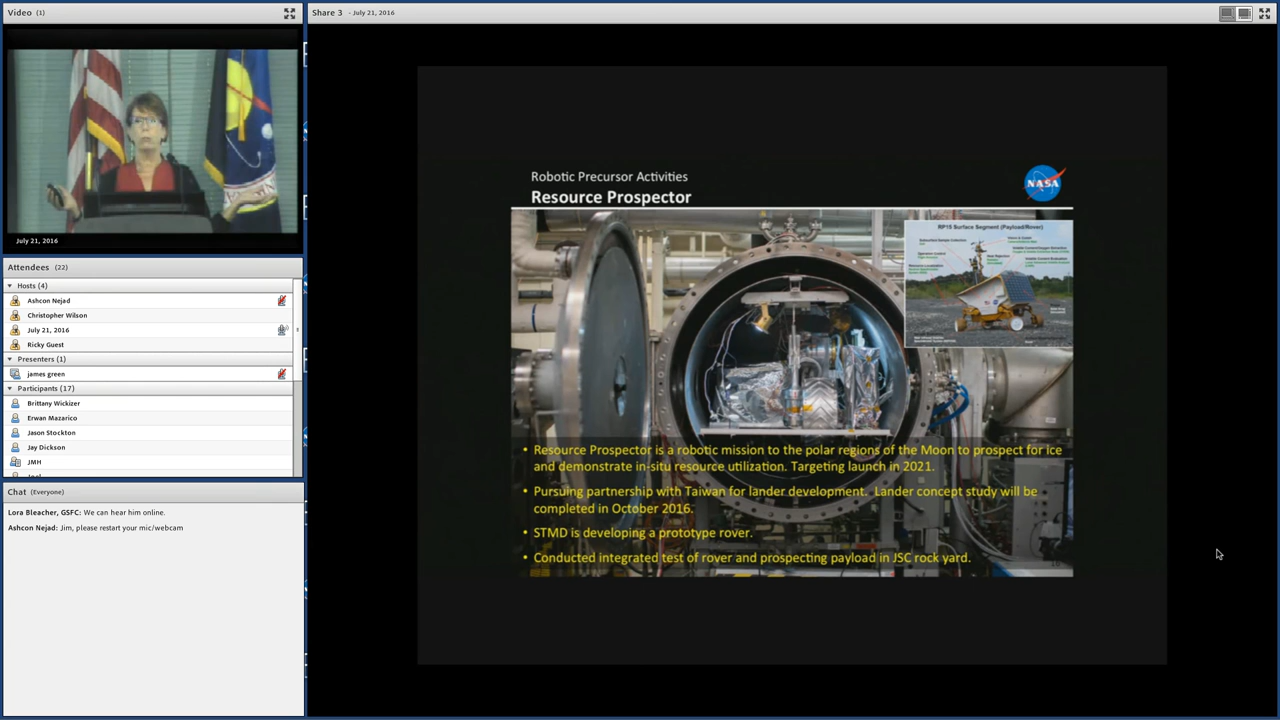 Video (1)
July 21, 2016
Attendees (22)
Hosts (4)
Ashcon Nejad
Christopher Wilson
July 21, 2016
Ricky Guest
Presenters (1)
james green
Participants (17)
Brittany Wickizer
Erwan Mazarico
Jason Stockton
Jay Dickson
JMH
Chat (Everyone)
Lora Bleacher, GSFC: We can hear him online.
Ashcon Nejad: Jim, please restart your mic/webcam
Share 3 - July 21, 2016
Robotic Precursor Activities
Resource Prospector
NASA
RP15 Surface Segment (Payload/Rover)
• Resource Prospector is a robotic mission to the polar regions of the Moon to prospect for ice
and demonstrate in-situ resource utilization. Targeting launch in 2021.
• Pursuing partnership with Taiwan for lander development. Lander concept study will be
completed in October 2016.
• STMD is developing a prototype rover.
• Conducted integrated test of rover and prospecting payload in JSC rock yard.